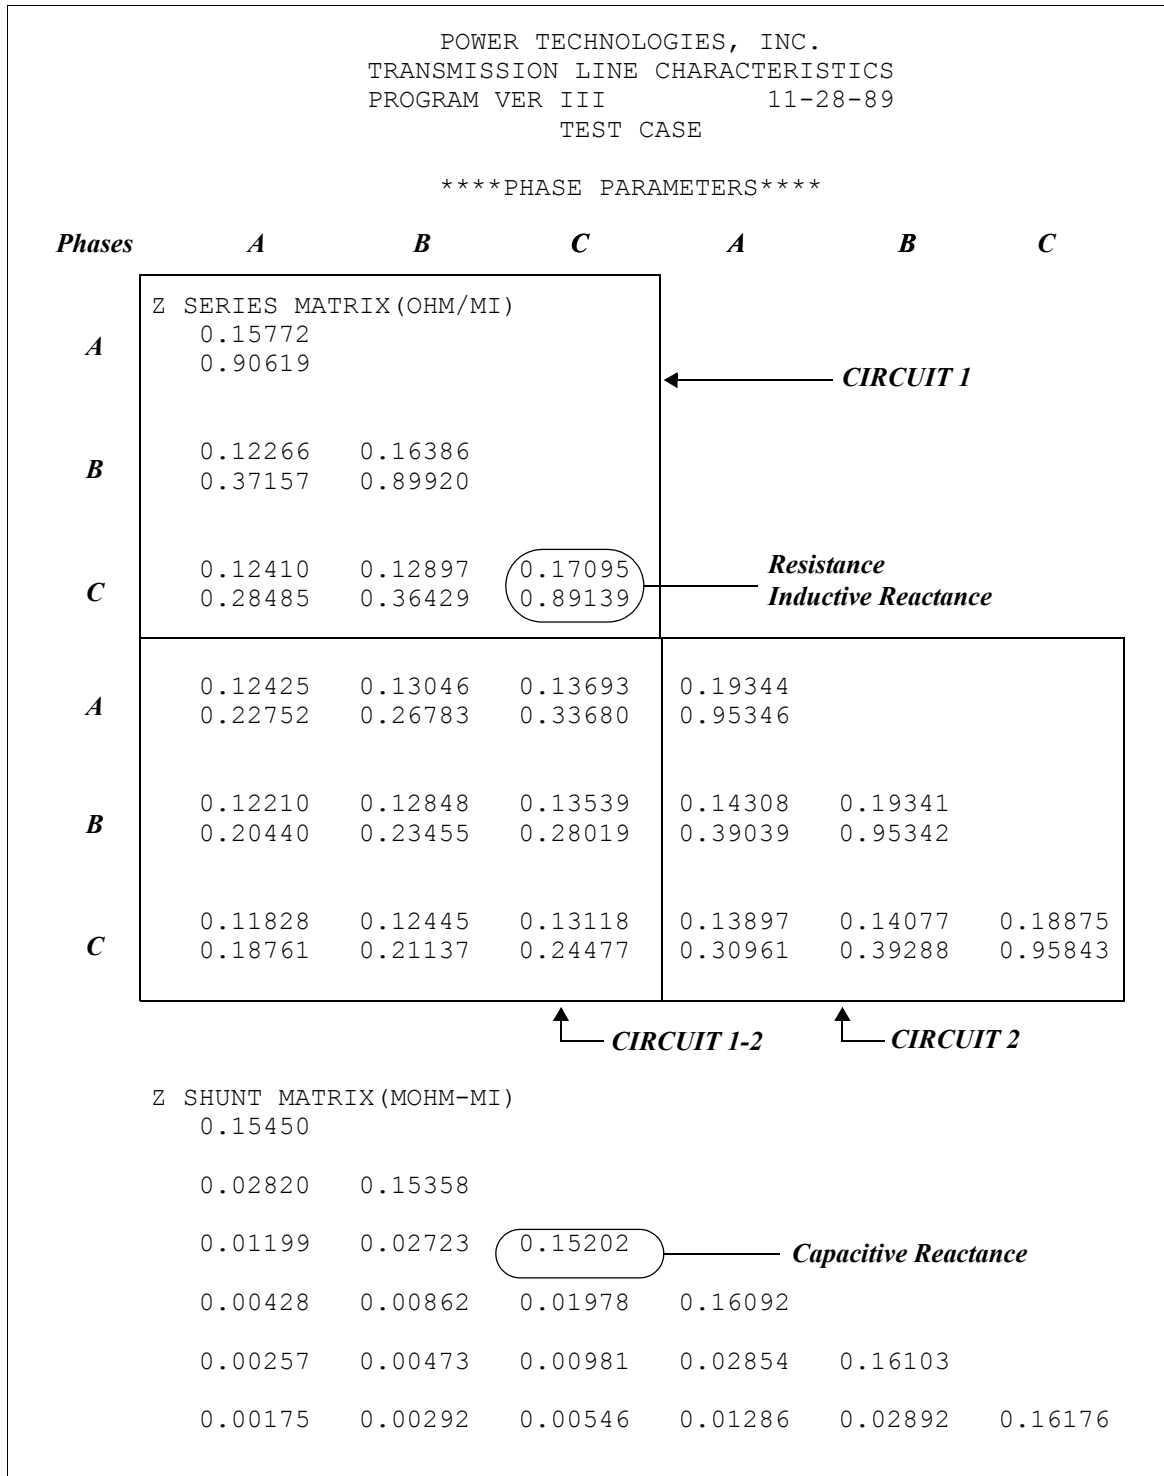 POWER TECHNOLOGIES, INC.
TRANSMISSION LINE CHARACTERISTICS
PROGRAM VER III 11-28-89
TEST CASE
****PHASE PARAMETERS****
Phases A B C A B C
Z SERIES MATRIX(OHM/MI)
A
0.15772
0.90619
CIRCUIT 1
B
0.12266 0.16386
0.37157 0.89920
C
0.12410 0.12897 0.17095 Resistance
0.28485 0.36429 0.89139 Inductive Reactance
A
0.12425 0.13046 0.13693 0.19344
0.22752 0.26783 0.33680 0.95346
B
0.12210 0.12848 0.13539 0.14308 0.19341
0.20440 0.23455 0.28019 0.39039 0.95342
C
0.11828 0.12445 0.13118 0.13897 0.14077 0.18875
0.18761 0.21137 0.24477 0.30961 0.39288 0.95843
CIRCUIT 1-2 CIRCUIT 2
Z SHUNT MATRIX(MOHM-MI)
0.15450
0.02820 0.15358
0.01199 0.02723 0.15202 Capacitive Reactance
0.00428 0.00862 0.01978 0.16092
0.00257 0.00473 0.00981 0.02854 0.16103
0.00175 0.00292 0.00546 0.01286 0.02892 0.16176